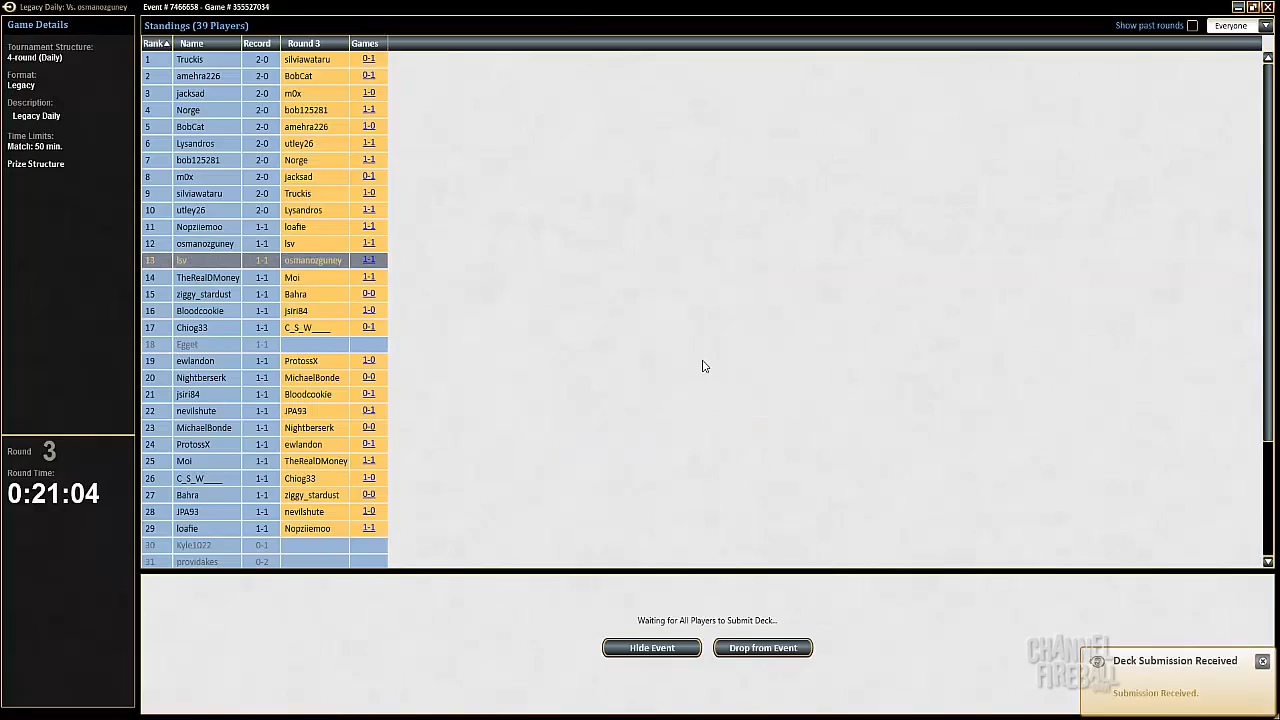 Legacy Daily: Vs. osmanozguney Event # 7466658 - Game # 355527034
Game Details
Tournament Structure:
4-round (Daily)
Format:
Legacy
Description:
Legacy Daily
Time Limits:
Match: 50 min.
Prize Structure
Round 3
Round Time:
0:21:04
Standings (39 Players) Show past rounds Everyone
Rank Name Record Round 3 Games
1 Truckis 2-0 silviawataru 0-1
2 amehra226 2-0 BobCat 0-1
3 jacksad 2-0 m0x 1-0
4 Norge 2-0 bob125281 1-1
5 BobCat 2-0 amehra226 1-0
6 Lysandros 2-0 utley26 1-1
7 bob125281 2-0 Norge 1-1
8 m0x 2-0 jacksad 0-1
9 silviawataru 2-0 Truckis 1-0
10 utley26 2-0 Lysandros 1-1
11 Nopziiemoo 1-1 loafie 1-1
12 osmanozguney 1-1 lsv 1-1
13 lsv 1-1 osmanozguney 1-1
14 TheRealDMoney 1-1 Moi 1-1
15 ziggy_stardust 1-1 Bahra 0-0
16 Bloodcookie 1-1 jsiri84 1-0
17 Chiog33 1-1 C_S_W____ 0-1
18 Egget 1-1
19 ewlandon 1-1 ProtossX 1-0
20 Nightberserk 1-1 MichaelBonde 0-0
21 jsiri84 1-1 Bloodcookie 0-1
22 nevilshute 1-1 JPA93 0-1
23 MichaelBonde 1-1 Nightberserk 0-0
24 ProtossX 1-1 ewlandon 0-1
25 Moi 1-1 TheRealDMoney 1-1
26 C_S_W____ 1-1 Chiog33 1-0
27 Bahra 1-1 ziggy_stardust 0-0
28 JPA93 1-1 nevilshute 1-0
29 loafie 1-1 Nopziiemoo 1-1
30 Kyle1022 0-1
31 providakes 0-2
Waiting for All Players to Submit Deck...
Hide Event Drop from Event
CHANNEL
FIREBALL
Deck Submission Received
Submission Received.